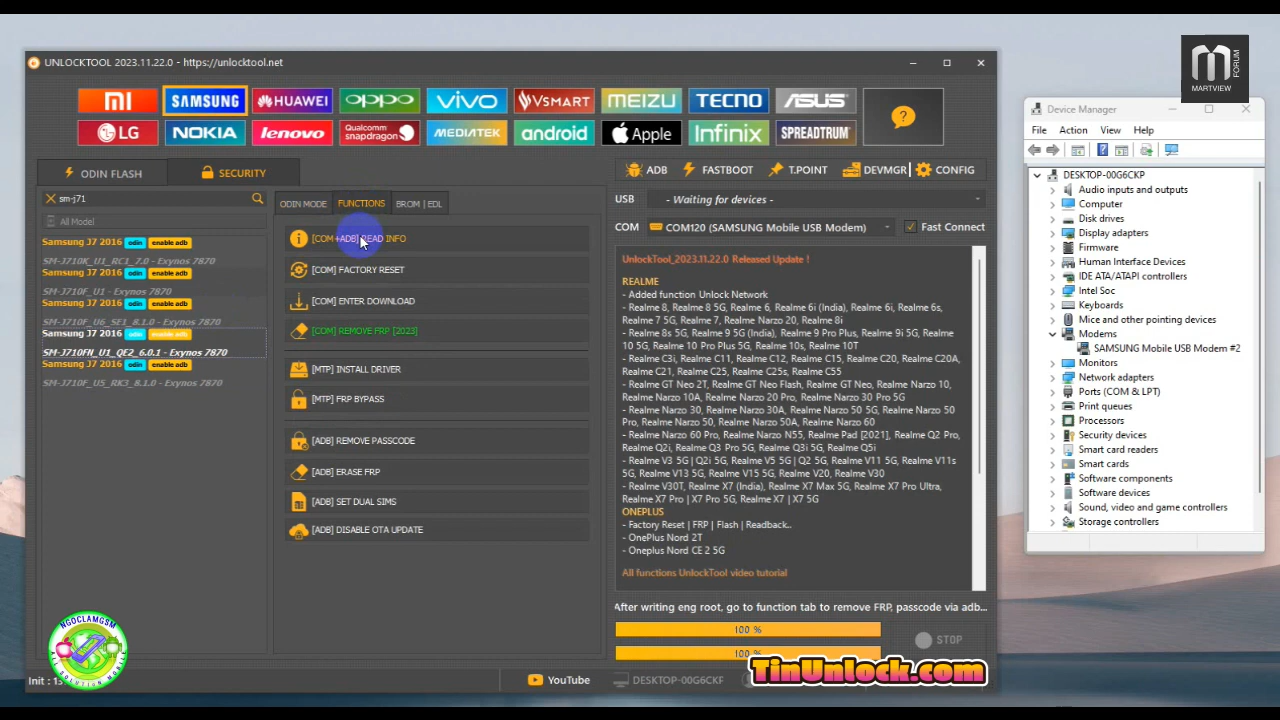 MARTVIEW
FORUM
UNLOCKTOOL 2023.11.22.0 - https://unlocktool.net
mi SAMSUNG HUAWEI oppo vivo VSMART MEIZU TECNO ASUS ?
LG NOKIA lenovo Qualcomm snapdragon MEDIATEK android Apple Infinix SPREADTRUM
ODIN FLASH SECURITY
sm-j71
All Model
Samsung J7 2016 odin enable adb
SM-J710K_U1_RC1_7.0 - Exynos 7870
Samsung J7 2016 odin enable adb
SM-J710F_U1 - Exynos 7870
Samsung J7 2016 odin enable adb
SM-J710F_U6_SE1_8.1.0 - Exynos 7870
Samsung J7 2016 odin enable adb
SM-J710FN_U1_QE2_6.0.1 - Exynos 7870
Samsung J7 2016 odin enable adb
SM-J710F_U5_RK3_8.1.0 - Exynos 7870
ODIN MODE FUNCTIONS BROM | EDL
[COM+ADB] READ INFO
[COM] FACTORY RESET
[COM] ENTER DOWNLOAD
[COM] REMOVE FRP [2023]
[MTP] INSTALL DRIVER
[MTP] FRP BYPASS
[ADB] REMOVE PASSCODE
[ADB] ERASE FRP
[ADB] SET DUAL SIMS
[ADB] DISABLE OTA UPDATE
ADB FASTBOOT T.POINT DEVMGR CONFIG
USB - Waiting for devices -
COM COM120 (SAMSUNG Mobile USB Modem) Fast Connect
UnlockTool_2023.11.22.0 Released Update !
REALME
- Added function Unlock Network
- Realme 8, Realme 8 5G, Realme 6, Realme 6i (India), Realme 6i, Realme 6s,
Realme 7 5G, Realme 7, Realme Narzo 20, Realme 8i
- Realme 8s 5G, Realme 9 5G (India), Realme 9 Pro Plus, Realme 9i 5G, Realme
9 5G, Realme 10 Pro Plus 5G, Realme 10s, Realme 10T
- Realme C3i, Realme C11, Realme C12, Realme C15, Realme C20, Realme C20A,
Realme C21, Realme C25, Realme C25s, Realme C55
- Realme GT Neo 2T, Realme GT Neo Flash, Realme GT Neo, Realme Narzo 10,
Realme Narzo 10A, Realme Narzo 20 Pro, Realme Narzo 30 Pro 5G
- Realme Narzo 30, Realme Narzo 30A, Realme Narzo 50 5G, Realme Narzo 50
Pro, Realme Narzo 50, Realme Narzo 50A, Realme Narzo 60
- Realme Narzo 60 Pro, Realme Narzo N55, Realme Pad [2021], Realme Q2 Pro,
Realme Q2i, Realme Q3 Pro 5G, Realme Q3i 5G, Realme Q5i
- Realme V3 5G | Q2i 5G, Realme V5 5G | Q2 5G, Realme V11 5G, Realme V11s
5G, Realme V13 5G, Realme V15 5G, Realme V20, Realme V23, Realme V30
- Realme V30T, Realme X7 (India), Realme X7 Max 5G, Realme X7 Pro Ultra,
Realme X7 Pro | X7 Pro 5G, Realme X7 | X7 5G
ONEPLUS
- Factory Reset | FRP | Flash | Readback..
- OnePlus Nord 2T
- Oneplus Nord CE 2 5G
All functions UnlockTool video tutorial
After writing eng root, go to function tab to remove FRP, passcode via adb...
100 %
100 %
STOP
YouTube DESKTOP-00G6CKP
TinUnlock.com
NGOCLAMGSM
Device Manager
File Action View Help
DESKTOP-00G6CKP
Audio inputs and outputs
Computer
Disk drives
Display adapters
Firmware
Human Interface Devices
IDE ATA/ATAPI controllers
Intel Soc
Keyboards
Mice and other pointing devices
Modems
SAMSUNG Mobile USB Modem #2
Monitors
Network adapters
Ports (COM & LPT)
Print queues
Processors
Security devices
Smart card readers
Smart cards
Software components
Software devices
Sound, video and game controllers
Storage controllers